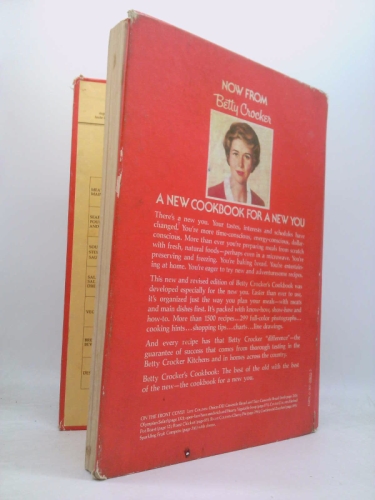 NOW FROM
Betty Crocker
A NEW COOKBOOK FOR A NEW YOU
There's a new you. Your tastes, interests and schedules have
changed. You're more time-conscious, energy-conscious, dollar-
conscious. More than ever you're preparing meals from scratch
with fresh, natural foods—perhaps even in a microwave. You're
preserving and freezing. You're baking bread. You're entertain-
ing at home. You're eager to try new and adventuresome recipes.
This new and revised edition of Betty Crocker's Cookbook was
developed especially for the new you. Easier than ever to use,
it's organized just the way you plan your meals—with meats
and main dishes first. It's packed with know-how, show-how and
how-to. More than 1500 recipes... full-color photographs...
cooking hints... shopping tips... charts... line drawings.
And every recipe has that Betty Crocker "difference"—the
guarantee of success that comes from thorough testing in the
Betty Crocker Kitchens and in homes across the country.
Betty Crocker's Cookbook: The best of the old with the best
of the new—the cookbook for a new you.
ON THE FRONT COVER: